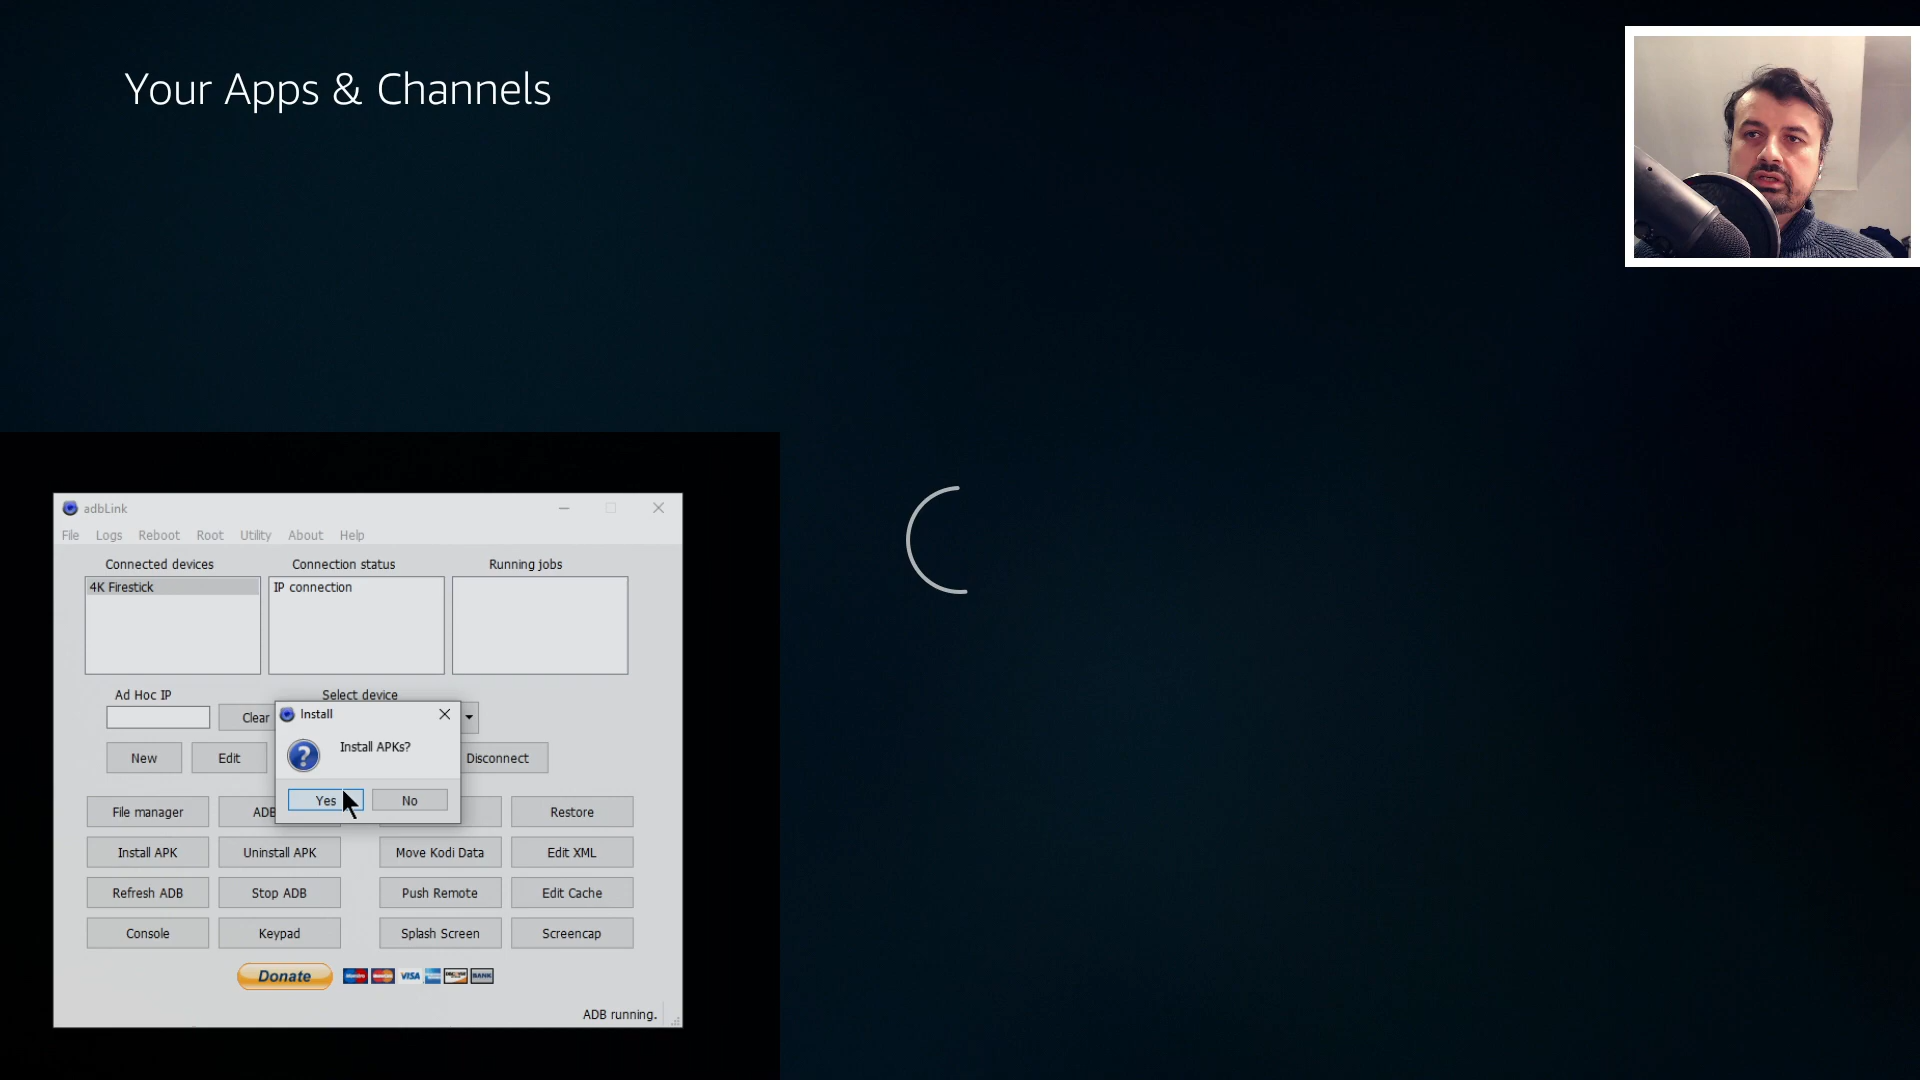 Your Apps & Channels
adbLink
File Logs Reboot Root Utility About Help
Connected devices Connection status Running jobs
4K Firestick IP connection
Ad Hoc IP Select device
Clear
Install
Install APKs?
New Edit Disconnect
Yes No
File manager ADB Restore
Install APK Uninstall APK Move Kodi Data Edit XML
Refresh ADB Stop ADB Push Remote Edit Cache
Console Keypad Splash Screen Screencap
Donate VISA BANK
ADB running.